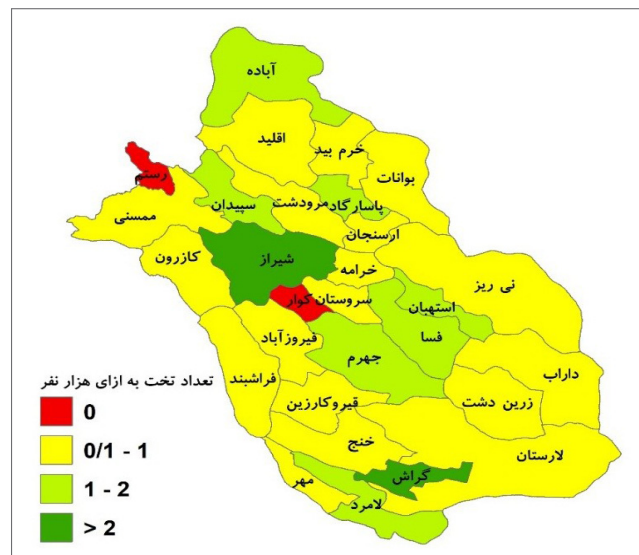 آباده
اقلید
خرم بید
بوانات
رستم
ممسنی
سپیدان
مرودشت
پاسارگاد
ارسنجان
کازرون
شیراز
خرامه
نی ریز
کوار
سروستان
استهبان
فسا
فیروزآباد
جهرم
داراب
فراشبند
قیروکارزین
زرین دشت
خنج
لارستان
گراش
مهر
لامرد
تعداد تخت به ازای هزار نفر
0
0/1 - 1
1 - 2
> 2